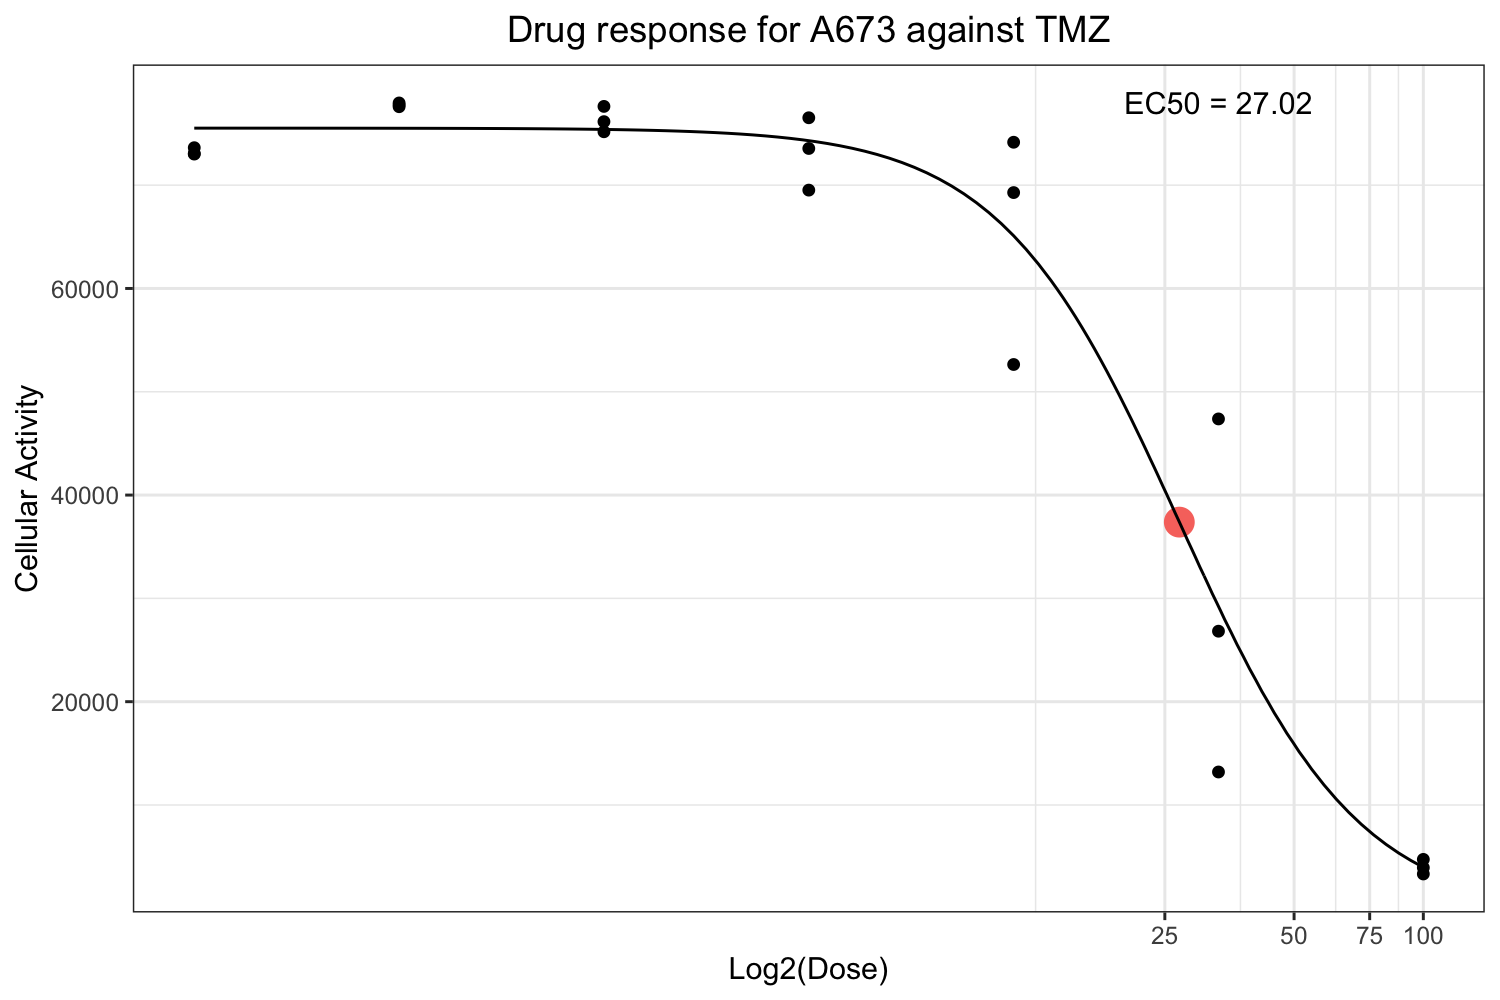 Drug response for A673 against TMZ
EC50 = 27.02
60000
40000
20000
Cellular Activity
25 50 75 100
Log2(Dose)